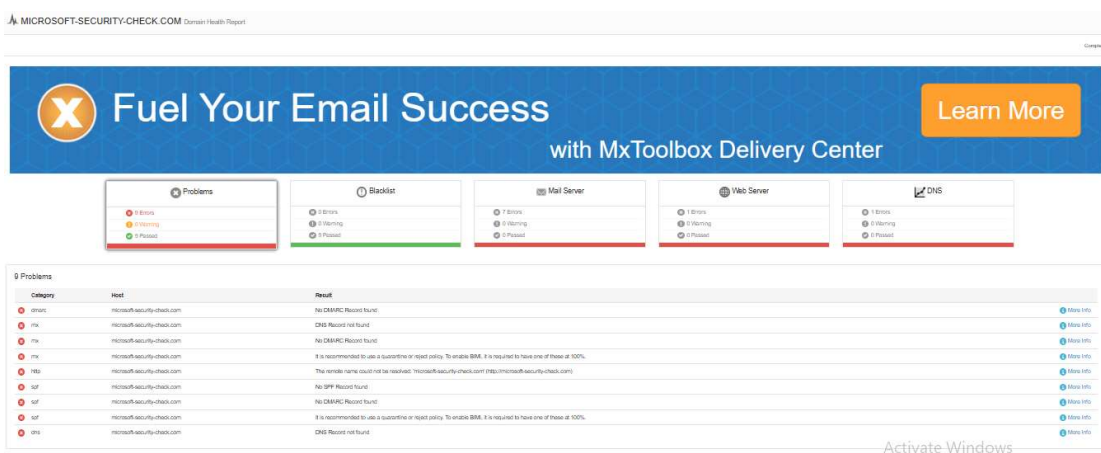 MICROSOFT-SECURITY-CHECK.COM Domain Health Report
Comple
Fuel Your Email Success
with MxToolbox Delivery Center
Learn More
Problems
9 Errors
0 Warning
5 Passed
Blacklist
0 Errors
0 Warning
5 Passed
Mail Server
7 Errors
0 Warning
0 Passed
Web Server
1 Errors
0 Warning
0 Passed
DNS
1 Errors
0 Warning
0 Passed
9 Problems
Category Host Result
dmarc microsoft-security-check.com No DMARC Record found More Info
mx microsoft-security-check.com DNS Record not found More Info
mx microsoft-security-check.com No DMARC Record found More Info
mx microsoft-security-check.com It is recommended to use a quarantine or reject policy. To enable BIMI, it is required to have one of these at 100%. More Info
http microsoft-security-check.com The remote name could not be resolved: 'microsoft-security-check.com' (http://microsoft-security-check.com) More Info
spf microsoft-security-check.com No SPF Record found More Info
spf microsoft-security-check.com No DMARC Record found More Info
spf microsoft-security-check.com It is recommended to use a quarantine or reject policy. To enable BIMI, it is required to have one of these at 100%. More Info
dns microsoft-security-check.com DNS Record not found More Info
Activate Windows